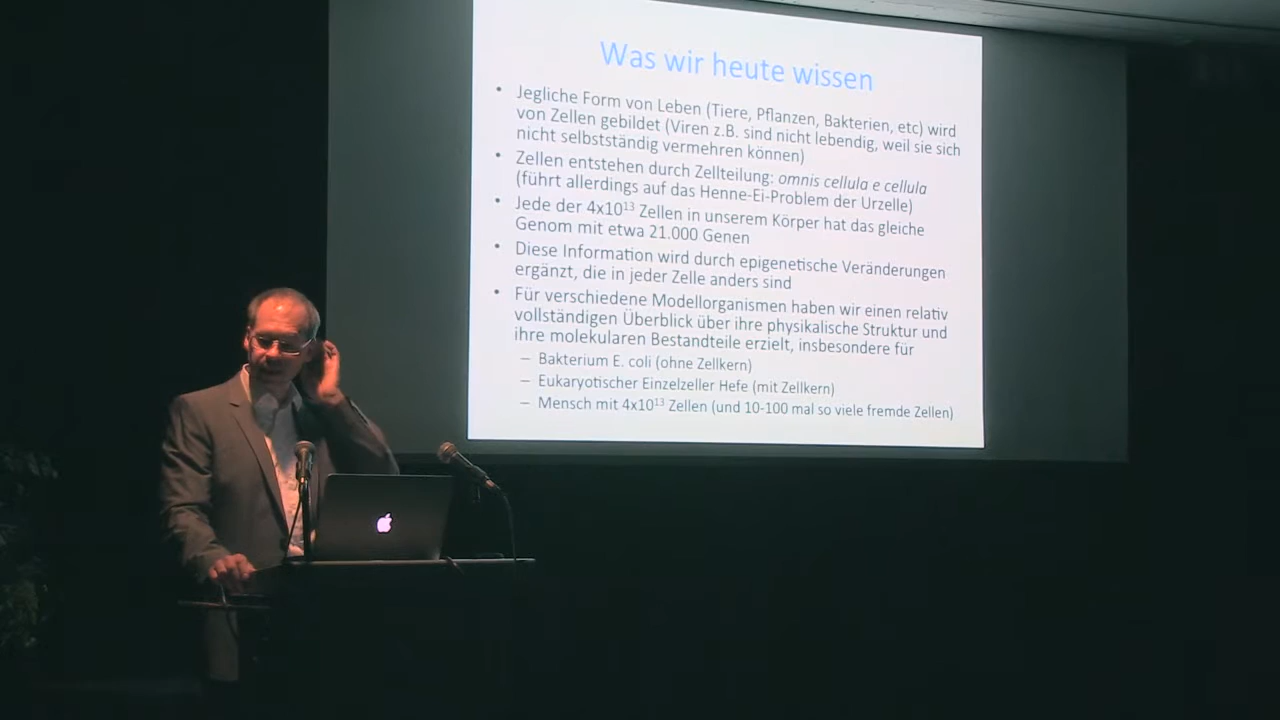 Was wir heute wissen
• Jegliche Form von Leben (Tiere, Pflanzen, Bakterien, etc) wird
von Zellen gebildet (Viren z.B. sind nicht lebendig, weil sie sich
nicht selbstständig vermehren können)
• Zellen entstehen durch Zellteilung: omnis cellula e cellula
(führt allerdings auf das Henne-Ei-Problem der Urzelle)
• Jede der 4x10¹³ Zellen in unserem Körper hat das gleiche
Genom mit etwa 21.000 Genen
• Diese Information wird durch epigenetische Veränderungen
ergänzt, die in jeder Zelle anders sind
• Für verschiedene Modellorganismen haben wir einen relativ
vollständigen Überblick über ihre physikalische Struktur und
ihre molekularen Bestandteile erzielt, insbesondere für
– Bakterium E. coli (ohne Zellkern)
– Eukaryotischer Einzelzeller Hefe (mit Zellkern)
– Mensch mit 4x10¹³ Zellen (und 10-100 mal so viele fremde Zellen)